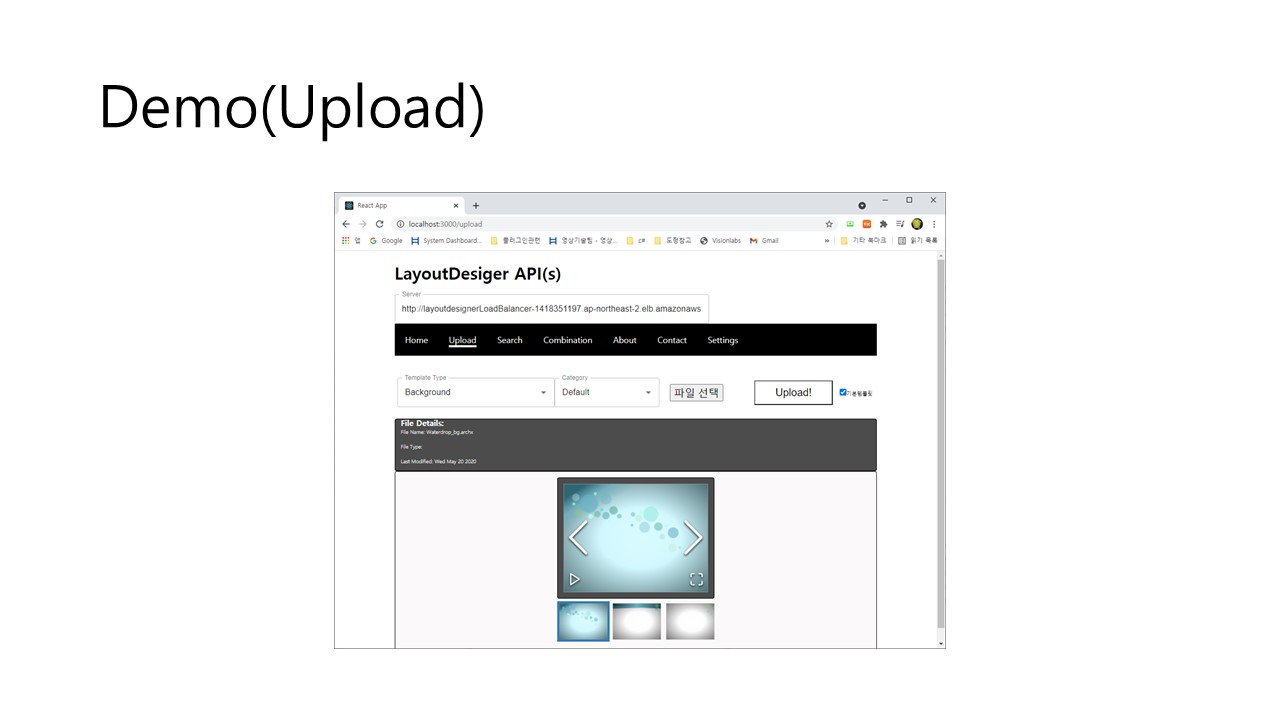 Demo(Upload)
React App
localhost:3000/upload
앱 Google System Dashboard... 플러그인관련 영상기술팀 - 영상... c# 도형참고 Visionlabs Gmail » 기타 북마크 읽기 목록
LayoutDesiger API(s)
Server
http://layoutdesignerLoadBalancer-1418351197.ap-northeast-2.elb.amazonaws
Home Upload Search Combination About Contact Settings
Template Type Category
Background Default 파일 선택 Upload!
File Details:
File Name: Waterdrop_bg.archv
File Type:
Last Modified: Wed May 20 2020